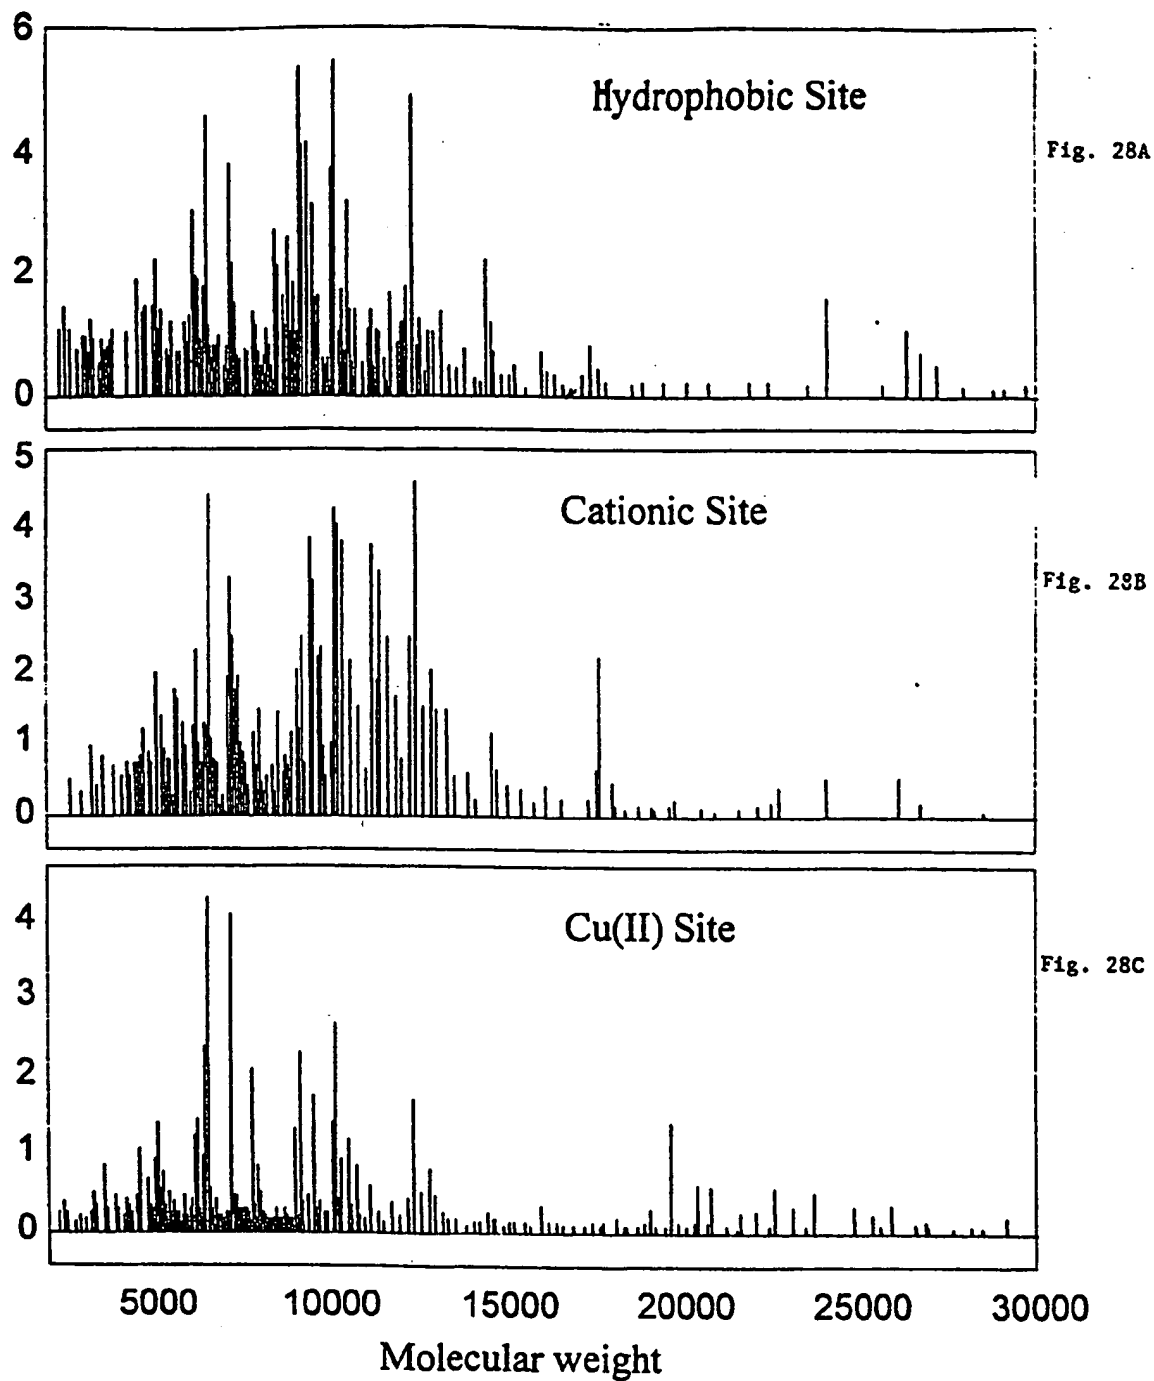 6
Hydrophobic Site
4
Fig. 28A
2
0
5
Cationic Site
4
3
Fig. 28B
2
1
0
4
Cu(II) Site
3
Fig. 28C
2
1
0
5000 10000 15000 20000 25000 30000
Molecular weight